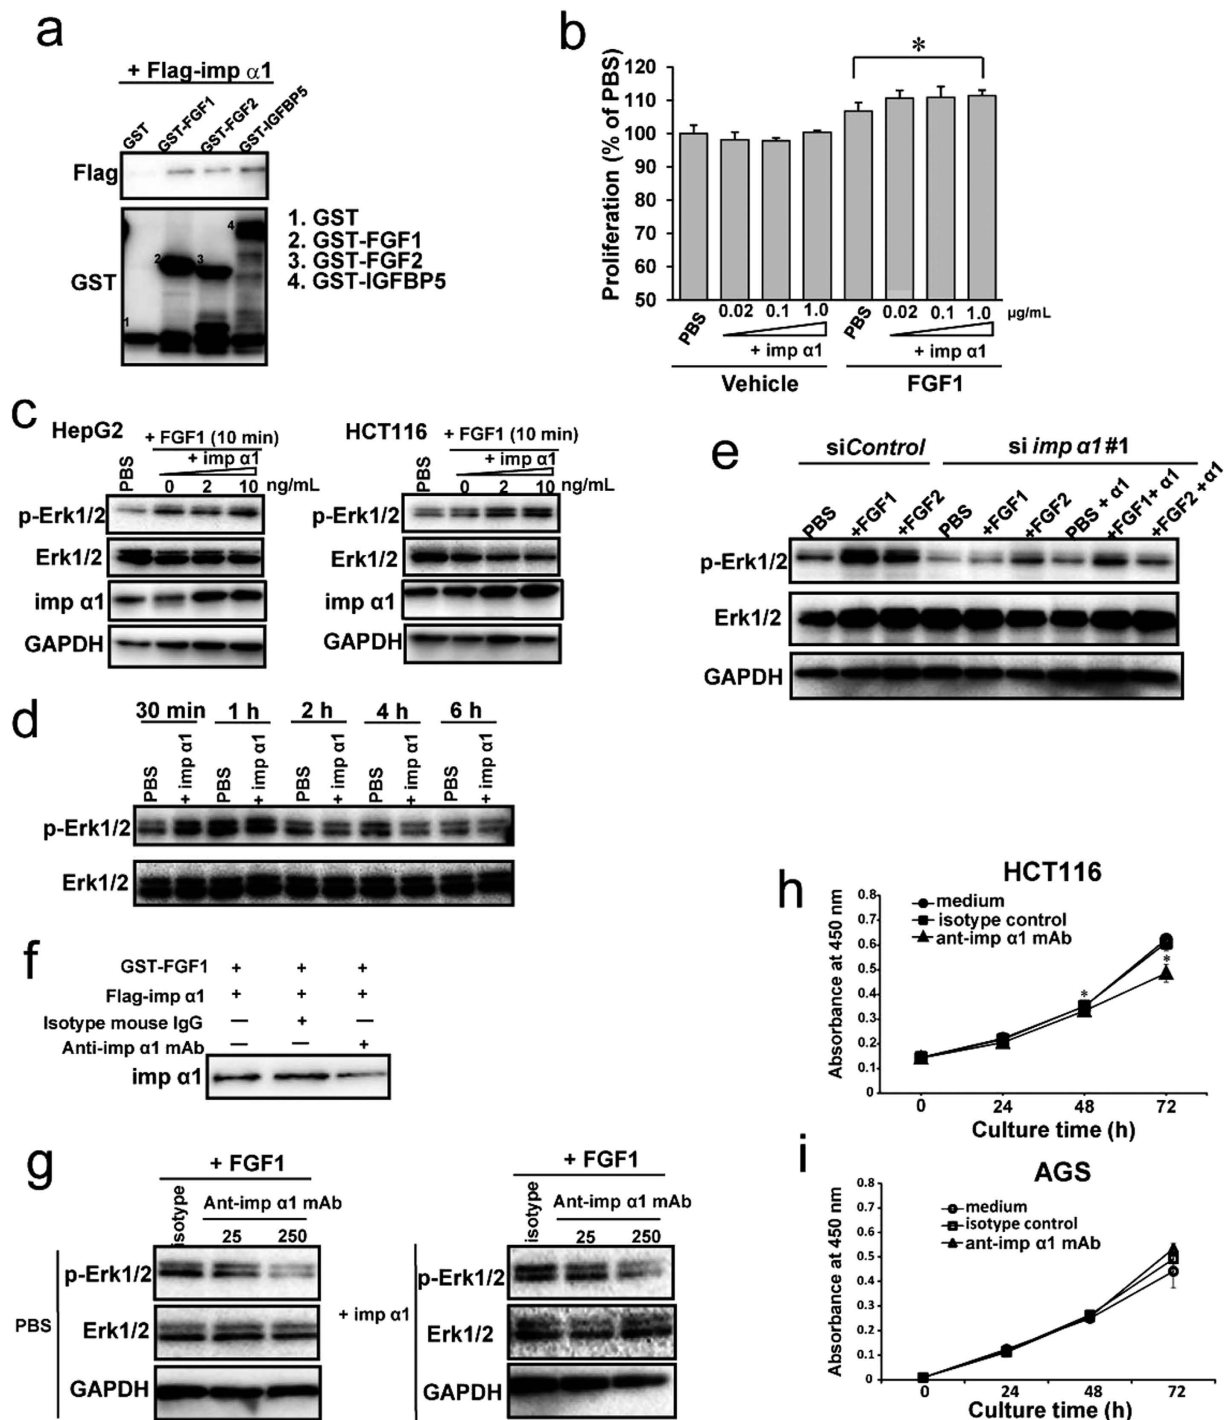 a
+ Flag-imp α1
GST GST-FGF1 GST-FGF2 GST-IGFBP5
Flag
GST
1 2 3 4
1. GST
2. GST-FGF1
3. GST-FGF2
4. GST-IGFBP5
b
*
Proliferation (% of PBS)
120
110
100
90
80
70
60
50
PBS 0.02 0.1 1.0 PBS 0.02 0.1 1.0 µg/mL
+ imp α1 + imp α1
Vehicle FGF1
c
HepG2
+ FGF1 (10 min)
+ imp α1
PBS 0 2 10 ng/mL
p-Erk1/2
Erk1/2
imp α1
GAPDH
HCT116
+ FGF1 (10 min)
+ imp α1
PBS 0 2 10 ng/mL
p-Erk1/2
Erk1/2
imp α1
GAPDH
e
siControl si imp α1#1
PBS +FGF1 +FGF2 PBS +FGF1 +FGF2 PBS + α1 +FGF1+ α1 +FGF2 +α1
p-Erk1/2
Erk1/2
GAPDH
d
30 min 1 h 2 h 4 h 6 h
PBS + imp α1 PBS + imp α1 PBS + imp α1 PBS + imp α1 PBS + imp α1
p-Erk1/2
Erk1/2
f
GST-FGF1 + + +
Flag-imp α1 + + +
Isotype mouse IgG — + —
Anti-imp α1 mAb — — +
imp α1
g
+ FGF1
isotype Ant-imp α1 mAb
25 250
PBS
p-Erk1/2
Erk1/2
GAPDH
+ FGF1
isotype Ant-imp α1 mAb
25 250
+ imp α1
p-Erk1/2
Erk1/2
GAPDH
h
HCT116
Absorbance at 450 nm
0.8
0.7
0.6
0.5
0.4
0.3
0.2
0.1
0
medium
isotype control
ant-imp α1 mAb
* *
0 24 48 72
Culture time (h)
i
AGS
Absorbance at 450 nm
0.8
0.7
0.6
0.5
0.4
0.3
0.2
0.1
0
medium
isotype control
ant-imp α1 mAb
0 24 48 72
Culture time (h)